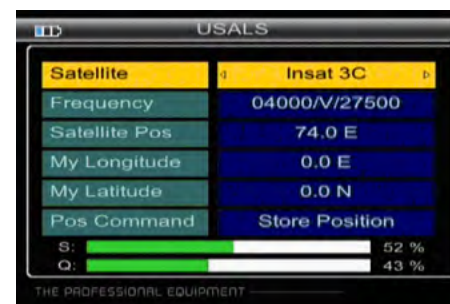 USALS
Satellite Insat 3C
Frequency 04000/V/27500
Satellite Pos 74.0 E
My Longitude 0.0 E
My Latitude 0.0 N
Pos Command Store Position
S: 52 %
Q: 43 %
THE PROFESSIONAL EQUIPMENT